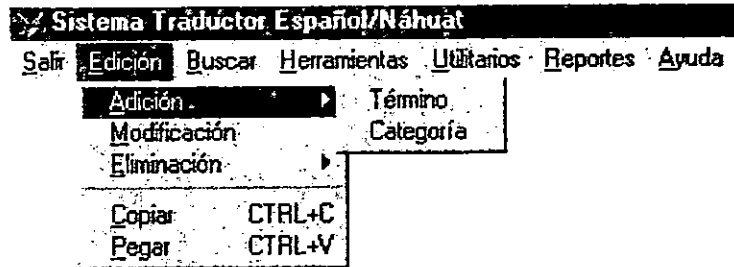 Sistema Traductor Español/Náhuat
Salir Edición Buscar Herramientas Utilitarios Reportes Ayuda
Adición Término
Modificación Categoría
Eliminación
Copiar CTRL+C
Pegar CTRL+V